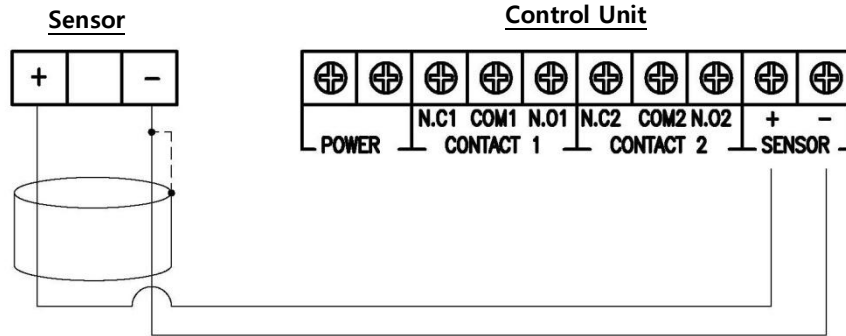 Sensor
Control Unit
+ −
N.C1 COM1 N.O1 N.C2 COM2 N.O2 + −
POWER CONTACT 1 CONTACT 2 SENSOR